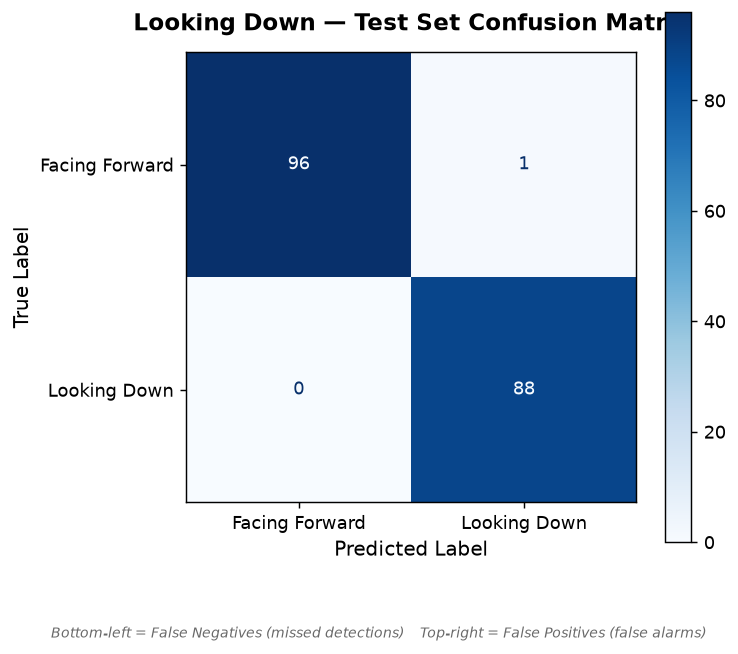 Looking Down — Test Set Confusion Matr
Facing Forward
96
1
Looking Down
0
88
Facing Forward
Looking Down
True Label
Predicted Label
80
60
40
20
0
Bottom-left = False Negatives (missed detections)    Top-right = False Positives (false alarms)